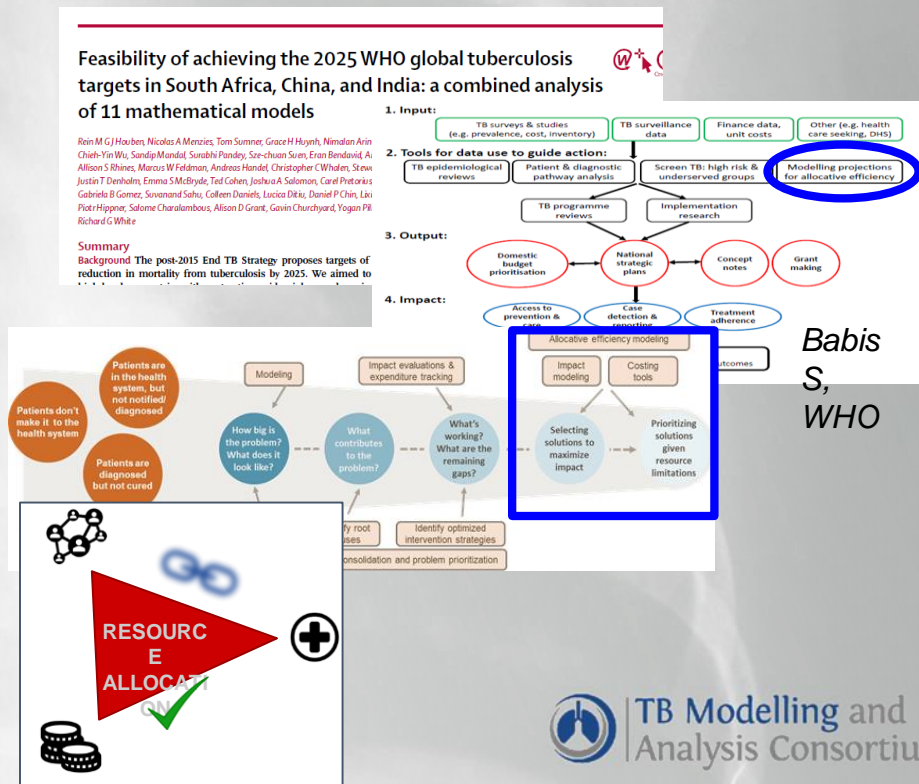 Feasibility of achieving the 2025 WHO global tuberculosis
targets in South Africa, China, and India: a combined analysis
of 11 mathematical models
Rein M G J Houben, Nicolas A Menzies, Tom Sumner, Grace H Huynh, Nimalan
Chieh-Yin Wu, Sandip Mandal, Surabhi Pandey, Sze-chuan Suen, Eran Bendavid,
Allison S Rhines, Marcus W Feldman, Andreas Handel, Christopher C Whalen,
Justin T Denholm, Emma S McBryde, Ted Cohen, Joshua A Salomon, Carel Pretorius
Gabriela B Gomez, Suvanand Sahu, Colleen Daniels, Lucica Ditiu, Daniel P Chin,
Piotr Hippner, Salome Charalambous, Alison D Grant, Gavin Churchyard, Yogan
Richard G White
Summary
Background The post-2015 End TB Strategy proposes targets of
reduction in mortality from tuberculosis by 2025. We aimed to
1. Input:
TB surveys & studies
(e.g. prevalence, cost, inventory)
TB surveillance
data
Finance data,
unit costs
Other (e.g. health
care seeking, DHS)
2. Tools for data use to guide action:
TB epidemiological
reviews
Patient & diagnostic
pathway analysis
Screen TB: high risk &
underserved groups
Modelling projections
for allocative efficiency
TB programme
reviews
Implementation
research
3. Output:
Domestic
budget
prioritisation
National
strategic
plans
Concept
notes
Grant
making
4. Impact:
Access to
prevention &
care
Case
detection &
reporting
Treatment
adherence
utcomes
Babis
S,
WHO
Patients don't
make it to the
health system
Patients are
in the health
system, but
not notified/
diagnosed
Patients are
diagnosed
but not cured
Modeling
Impact evaluations &
expenditure tracking
Allocative efficiency modeling
Impact
modeling
Costing
tools
How big is
the problem?
What does it
look like?
What
contributes
to the
problem?
What's
working?
What are the
remaining
gaps?
Selecting
solutions to
maximize
impact
Prioritizing
solutions
given
resource
limitations
fy root
uses
Identify optimized
intervention strategies
onsolidation and problem prioritization
RESOURC
E
ALLOCATI
ON
TB Modelling and
Analysis Consortiu